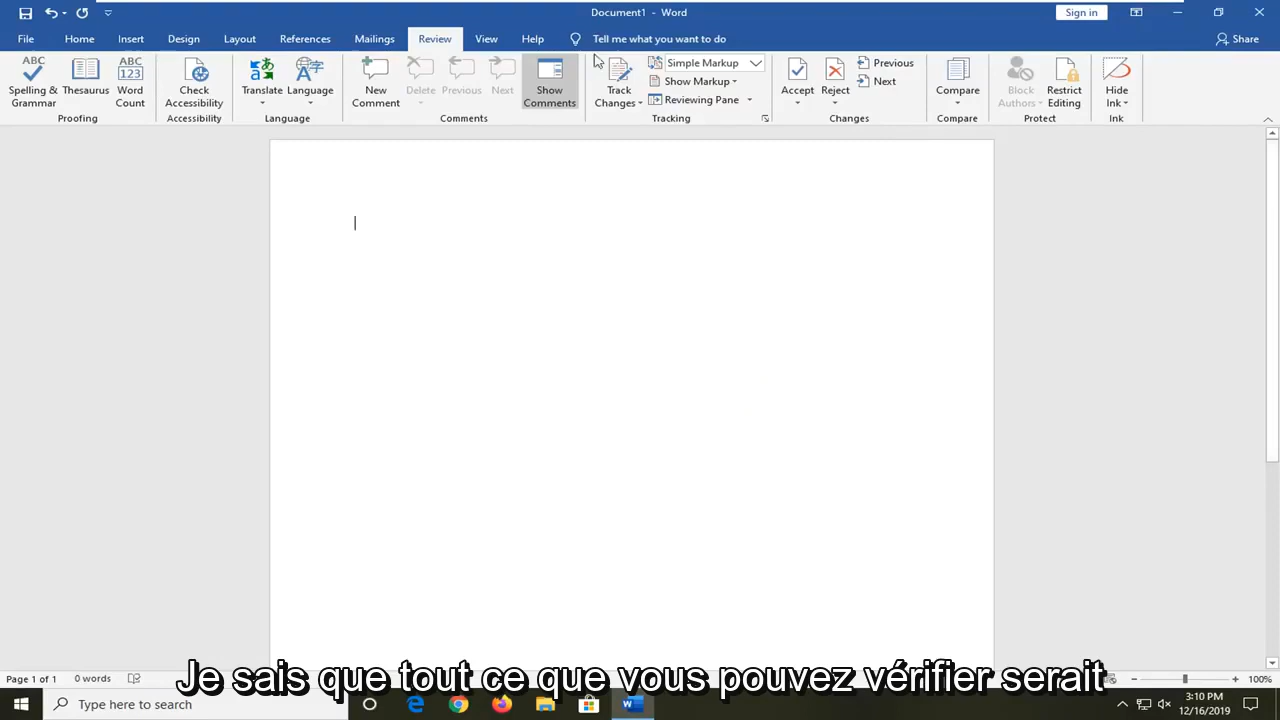 Document1 - Word
Sign in
File Home Insert Design Layout References Mailings Review View Help Tell me what you want to do Share
ABC Spelling & Grammar
Thesaurus
ABC 123 Word Count
Check Accessibility
Translate
Language
New Comment
Delete
Previous
Next
Show Comments
Track Changes
Simple Markup
Show Markup
Reviewing Pane
Accept
Reject
Previous
Next
Compare
Block Authors
Restrict Editing
Hide Ink
Proofing Accessibility Language Comments Tracking Changes Compare Protect Ink
Je sais que tout ce que vous pouvez vérifier serait
Page 1 of 1 0 words 100%
Type here to search
3:10 PM
12/16/2019